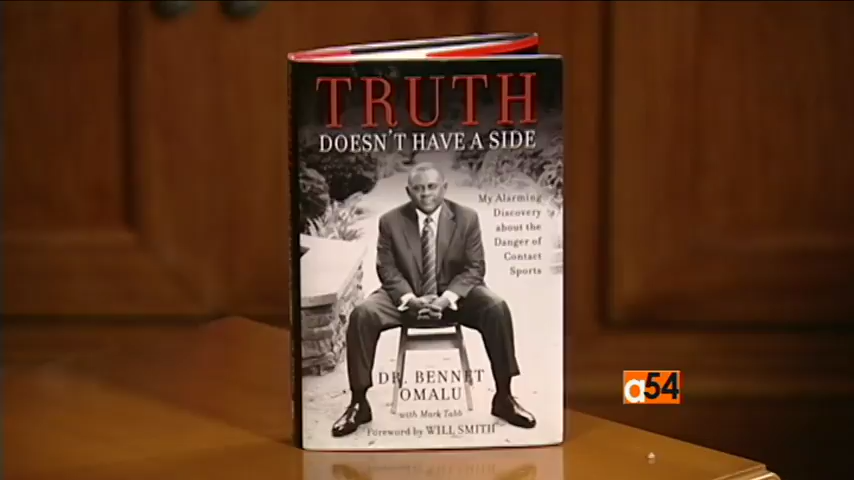 TRUTH
DOESN'T HAVE A SIDE
My Alarming
Discovery
about the
Danger of
Contact
Sports
DR. BENNET
OMALU
with Mark Tabb
Foreword by WILL SMITH
a54